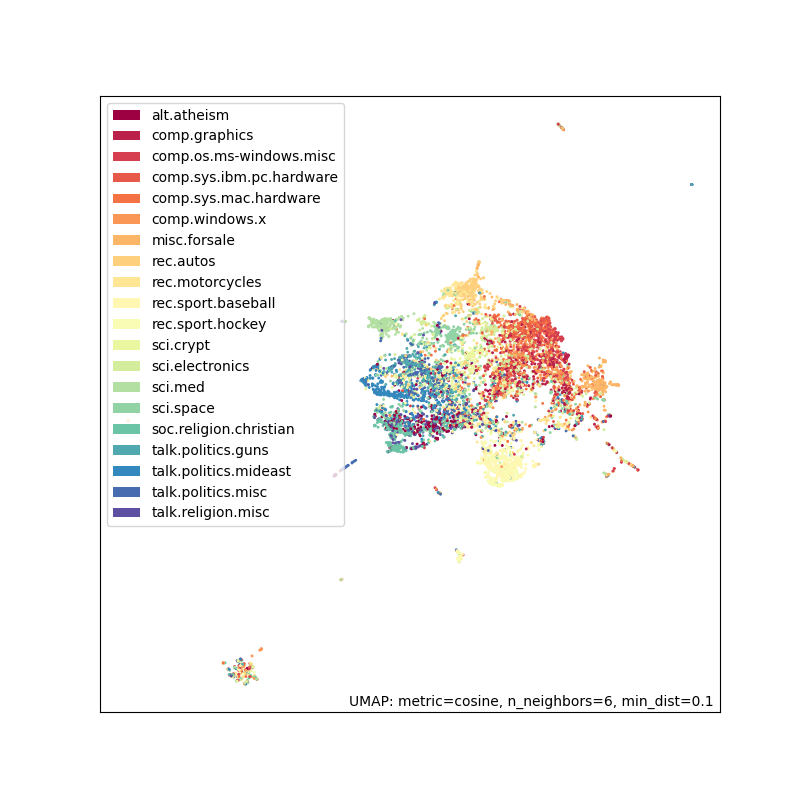 alt.atheism
comp.graphics
comp.os.ms-windows.misc
comp.sys.ibm.pc.hardware
comp.sys.mac.hardware
comp.windows.x
misc.forsale
rec.autos
rec.motorcycles
rec.sport.baseball
rec.sport.hockey
sci.crypt
sci.electronics
sci.med
sci.space
soc.religion.christian
talk.politics.guns
talk.politics.mideast
talk.politics.misc
talk.religion.misc
UMAP: metric=cosine, n_neighbors=6, min_dist=0.1